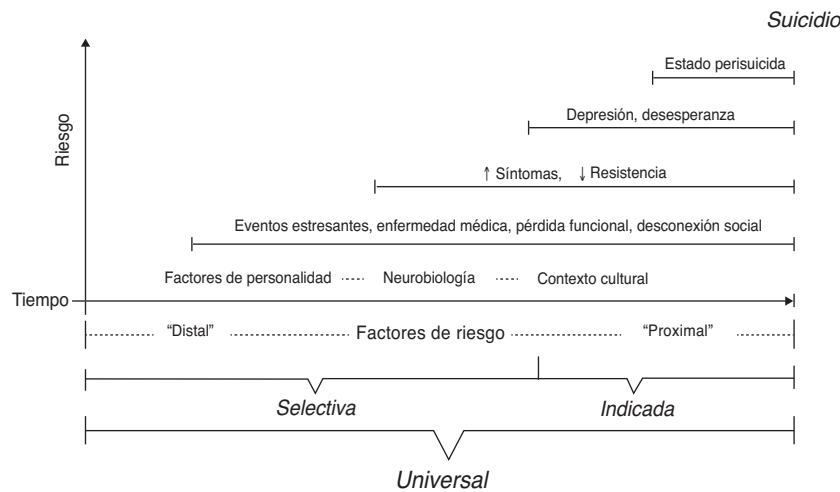 Suicidio
Estado perisuicida
Depresión, desesperanza
Riesgo
↑ Síntomas, ↓ Resistencia
Eventos estresantes, enfermedad médica, pérdida funcional, desconexión social
Factores de personalidad Neurobiología Contexto cultural
Tiempo
“Distal” Factores de riesgo “Proximal”
Selectiva Indicada
Universal